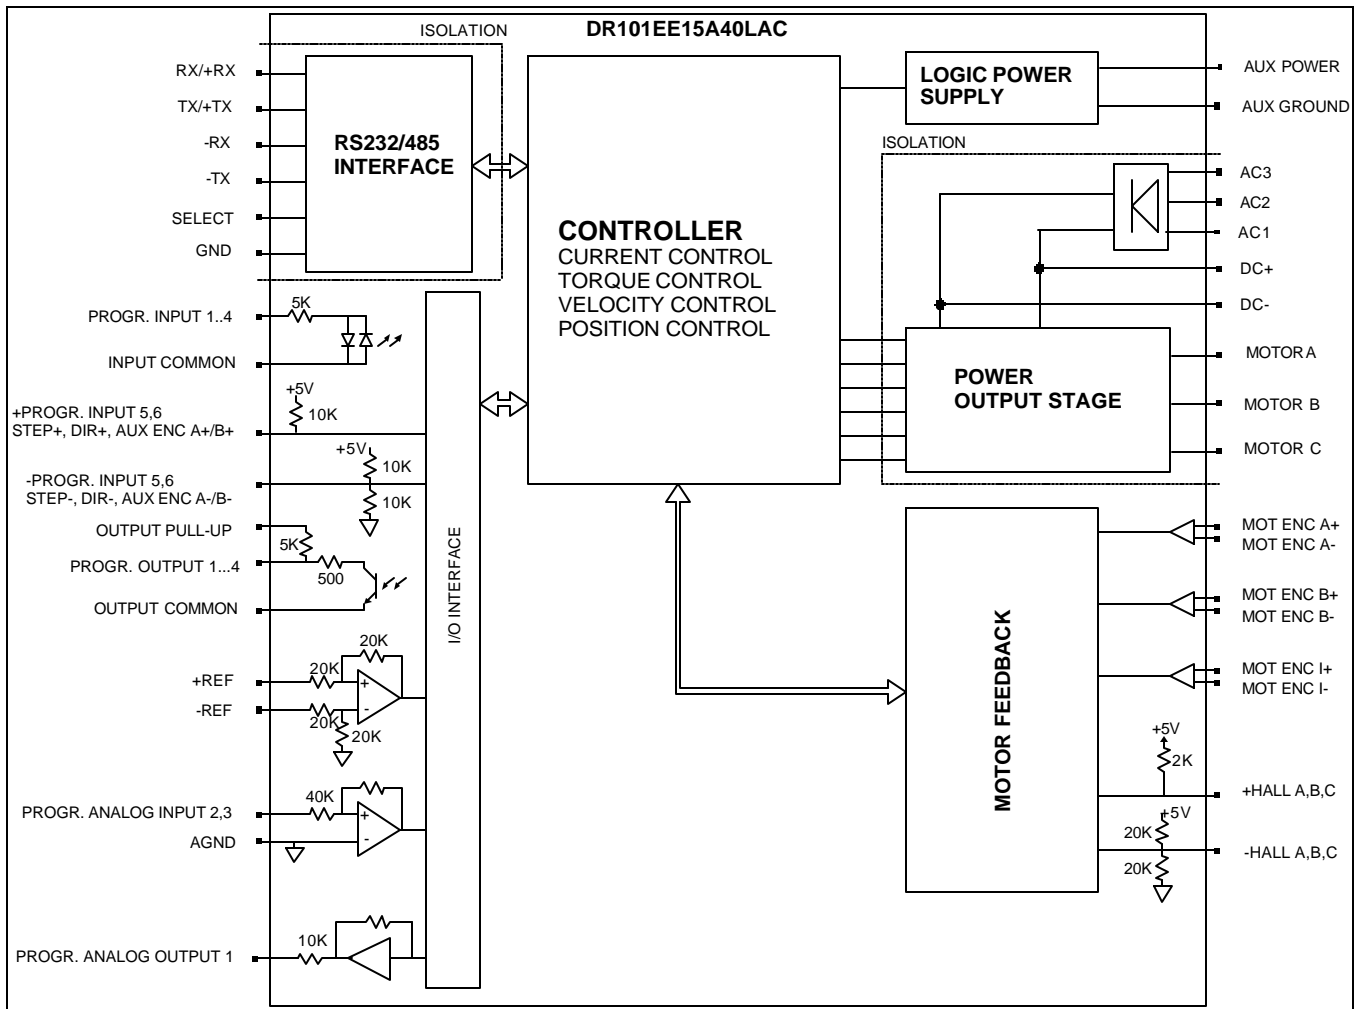 DR101EE15A40LAC
ISOLATION
RX/+RX
TX/+TX
-RX
-TX
SELECT
GND
RS232/485
INTERFACE
CONTROLLER
CURRENT CONTROL
TORQUE CONTROL
VELOCITY CONTROL
POSITION CONTROL
LOGIC POWER
SUPPLY
AUX POWER
AUX GROUND
ISOLATION
AC3
AC2
AC1
DC+
DC-
POWER
OUTPUT STAGE
MOTOR A
MOTOR B
MOTOR C
PROGR. INPUT 1..4
5K
INPUT COMMON
+5V
10K
+PROGR. INPUT 5,6
STEP+, DIR+, AUX ENC A+/B+
+5V
10K
-PROGR. INPUT 5,6
STEP-, DIR-, AUX ENC A-/B-
10K
OUTPUT PULL-UP
5K
PROGR. OUTPUT 1...4
500
OUTPUT COMMON
I/O INTERFACE
20K
20K
+REF
+
-REF
-
20K
20K
40K
PROGR. ANALOG INPUT 2,3
+
AGND
-
10K
PROGR. ANALOG OUTPUT 1
MOTOR FEEDBACK
MOT ENC A+
MOT ENC A-
MOT ENC B+
MOT ENC B-
MOT ENC I+
MOT ENC I-
+5V
2K
+HALL A,B,C
+5V
20K
-HALL A,B,C
20K